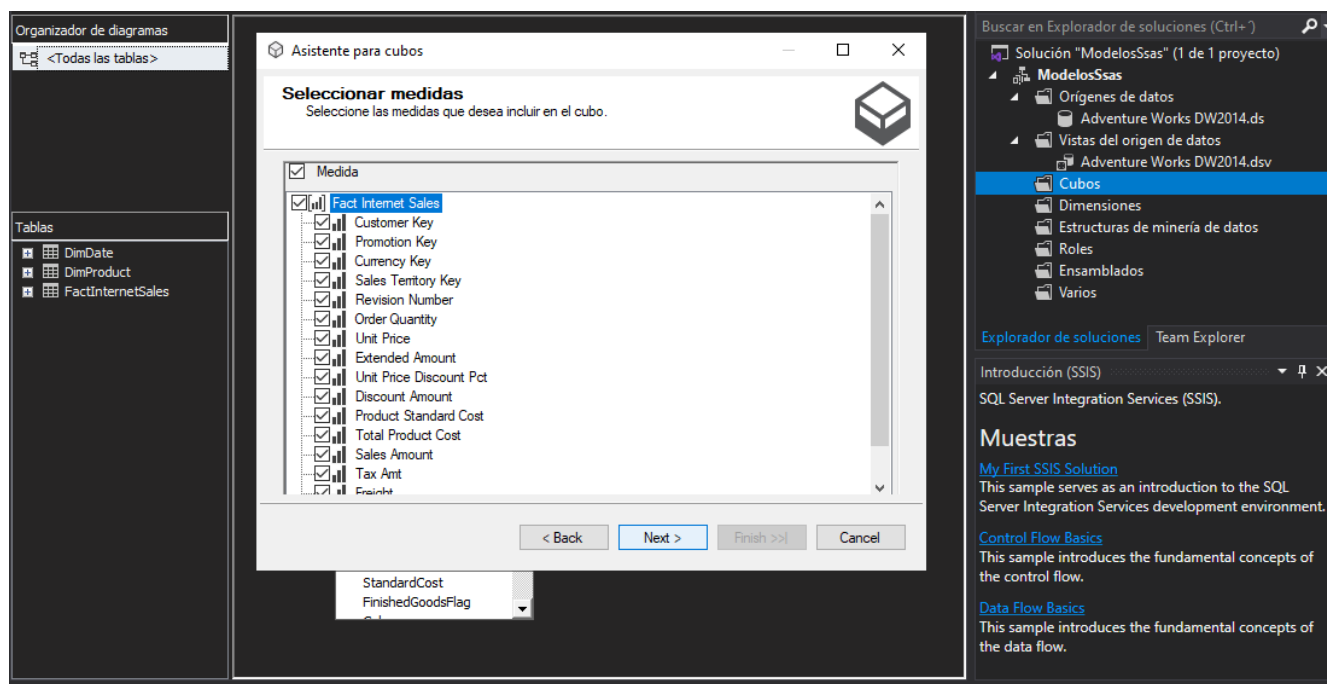 Organizador de diagramas
<Todas las tablas>
Tablas
DimDate
DimProduct
FactInternetSales
Asistente para cubos
Seleccionar medidas
Seleccione las medidas que desea incluir en el cubo.
Medida
Fact Internet Sales
Customer Key
Promotion Key
Currency Key
Sales Territory Key
Revision Number
Order Quantity
Unit Price
Extended Amount
Unit Price Discount Pct
Discount Amount
Product Standard Cost
Total Product Cost
Sales Amount
Tax Amt
Freight
< Back
Next >
Finish >>|
Cancel
StandardCost
FinishedGoodsFlag
Buscar en Explorador de soluciones (Ctrl+´)
Solución "ModelosSsas" (1 de 1 proyecto)
ModelosSsas
Orígenes de datos
Adventure Works DW2014.ds
Vistas del origen de datos
Adventure Works DW2014.dsv
Cubos
Dimensiones
Estructuras de minería de datos
Roles
Ensamblados
Varios
Explorador de soluciones
Team Explorer
Introducción (SSIS)
SQL Server Integration Services (SSIS).
Muestras
My First SSIS Solution
This sample serves as an introduction to the SQL
Server Integration Services development environment.
Control Flow Basics
This sample introduces the fundamental concepts of
the control flow.
Data Flow Basics
This sample introduces the fundamental concepts of
the data flow.